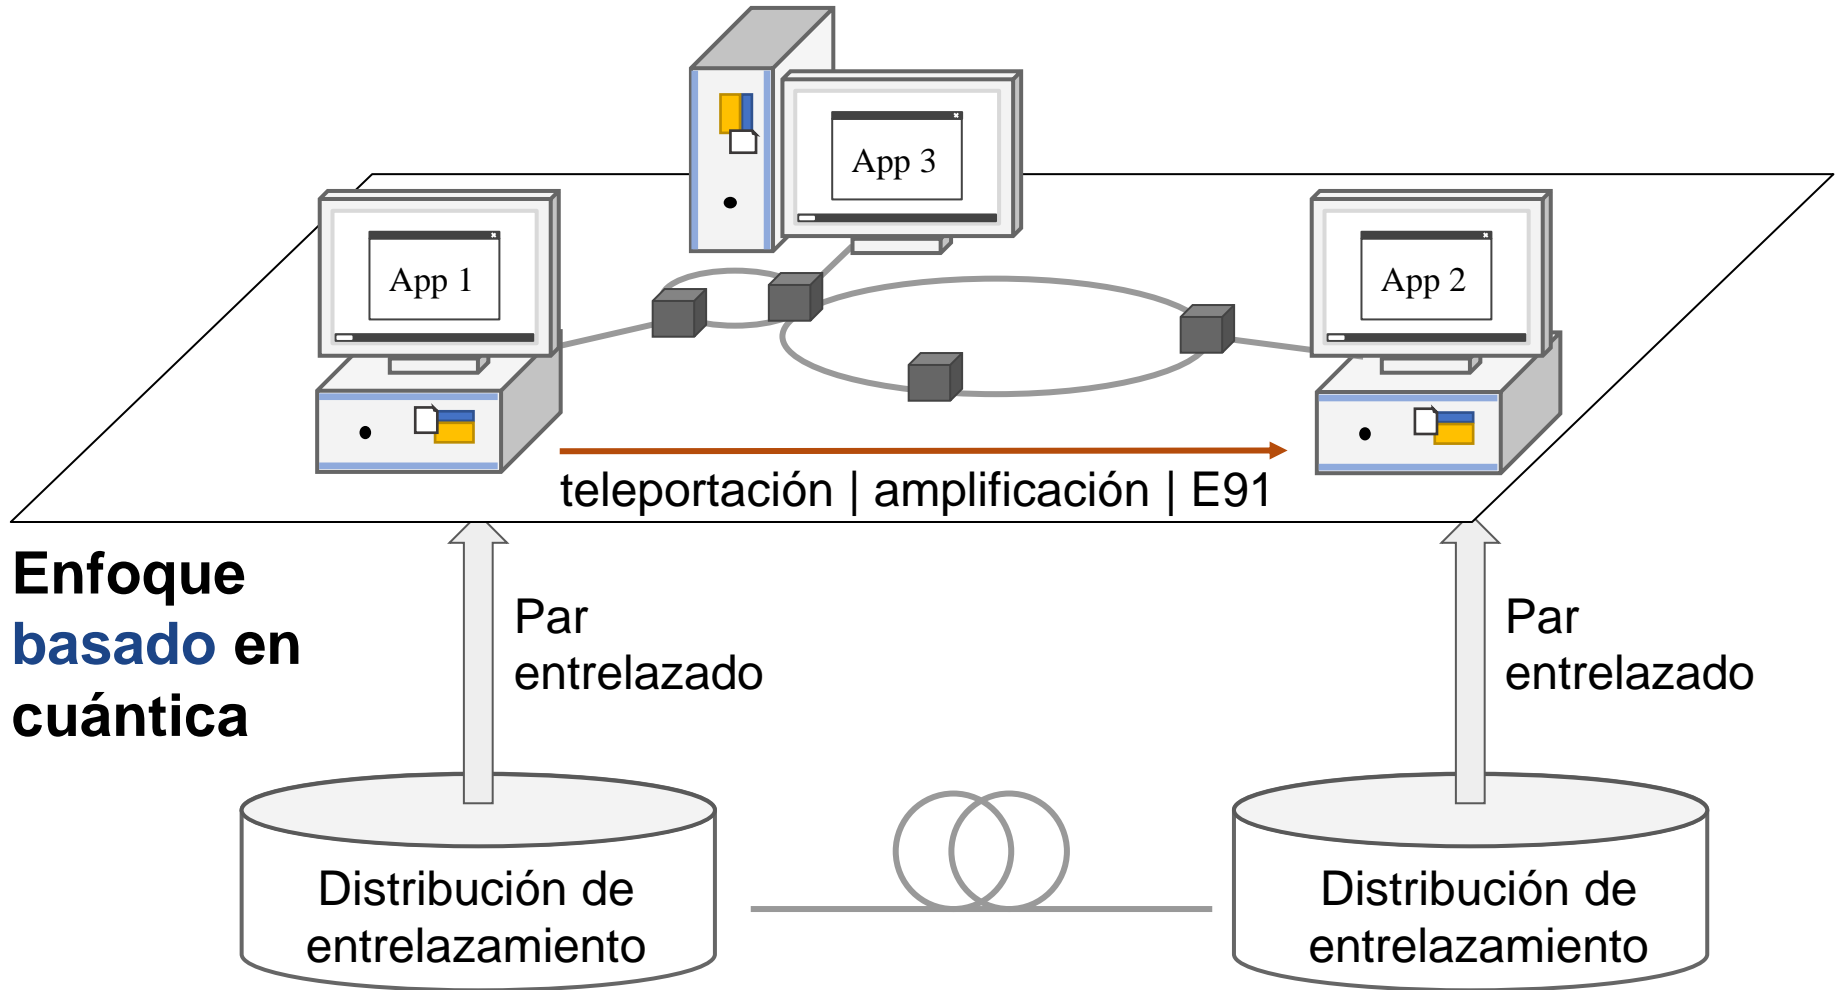 App 3
App 1
App 2
teleportación | amplificación | E91
Enfoque
basado en
cuántica
Par
entrelazado
Par
entrelazado
Distribución de
entrelazamiento
Distribución de
entrelazamiento